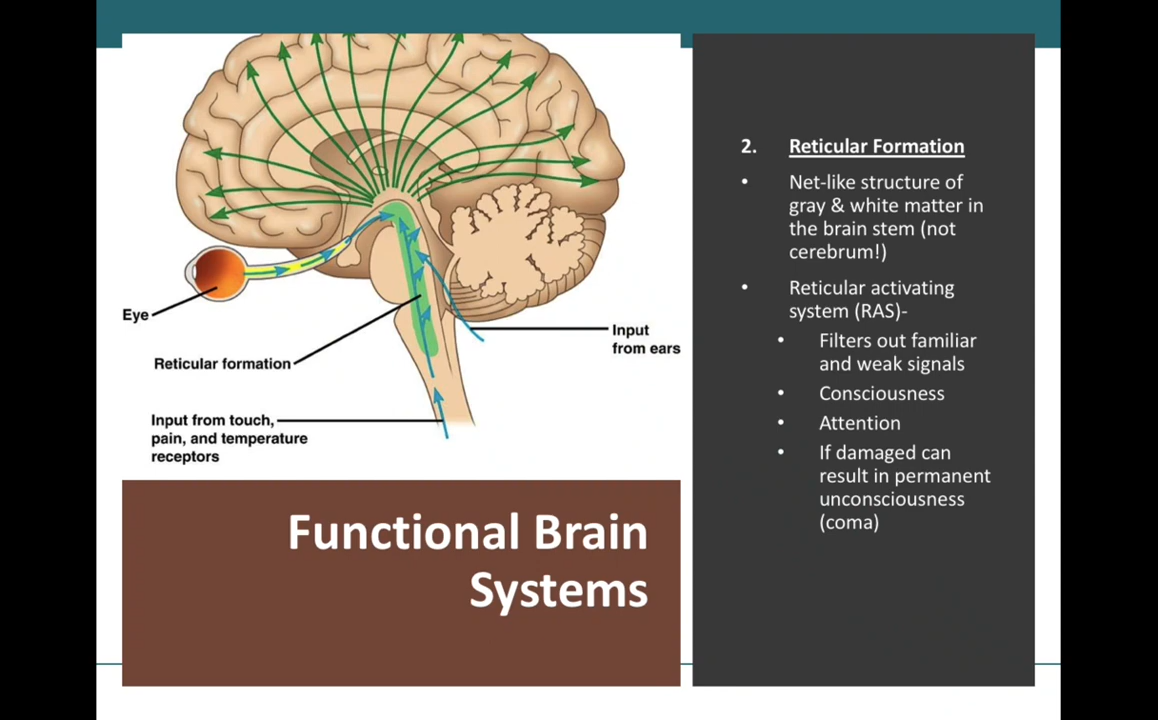 Eye
Reticular formation
Input from touch,
pain, and temperature
receptors
Input
from ears
Functional Brain
Systems
2. Reticular Formation
• Net-like structure of
gray & white matter in
the brain stem (not
cerebrum!)
• Reticular activating
system (RAS)-
• Filters out familiar
and weak signals
• Consciousness
• Attention
• If damaged can
result in permanent
unconsciousness
(coma)